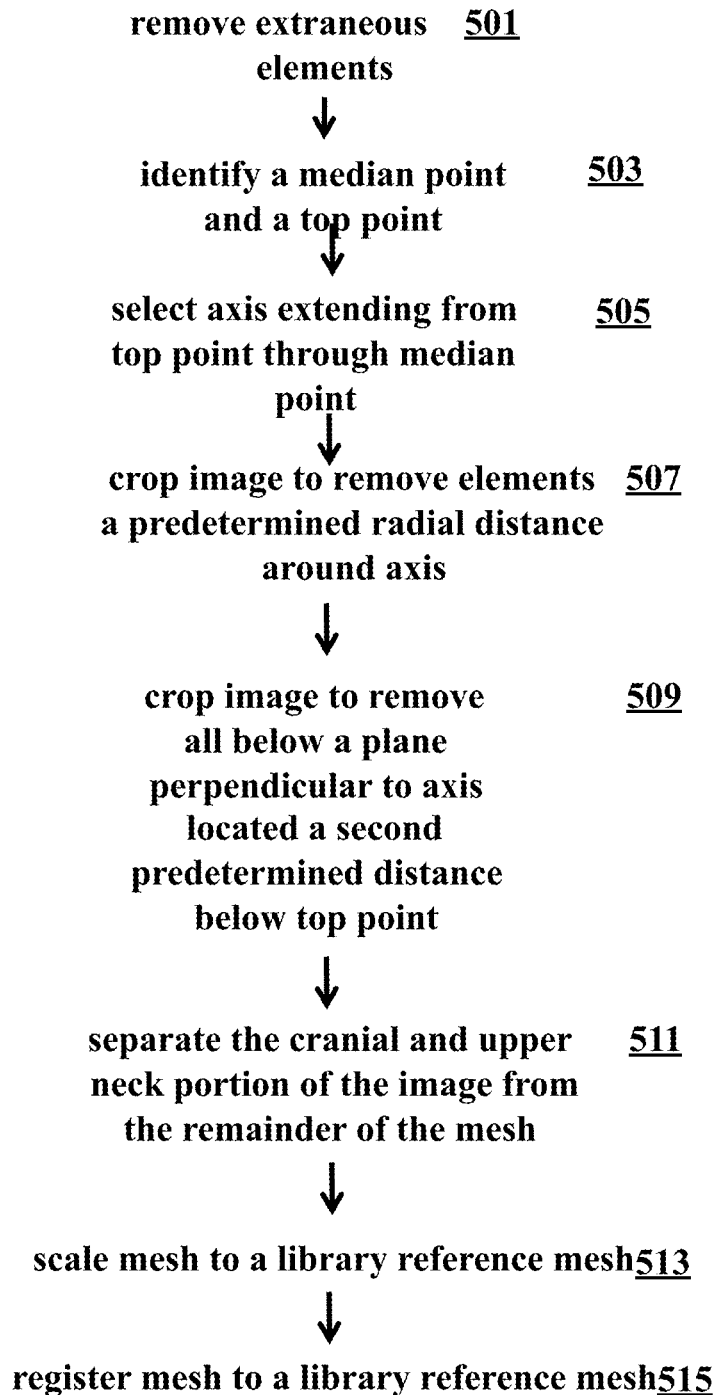 remove extraneous 501
elements
identify a median point 503
and a top point
select axis extending from 505
top point through median
point
crop image to remove elements 507
a predetermined radial distance
around axis
crop image to remove 509
all below a plane
perpendicular to axis
located a second
predetermined distance
below top point
separate the cranial and upper 511
neck portion of the image from
the remainder of the mesh
scale mesh to a library reference mesh513
register mesh to a library reference mesh515